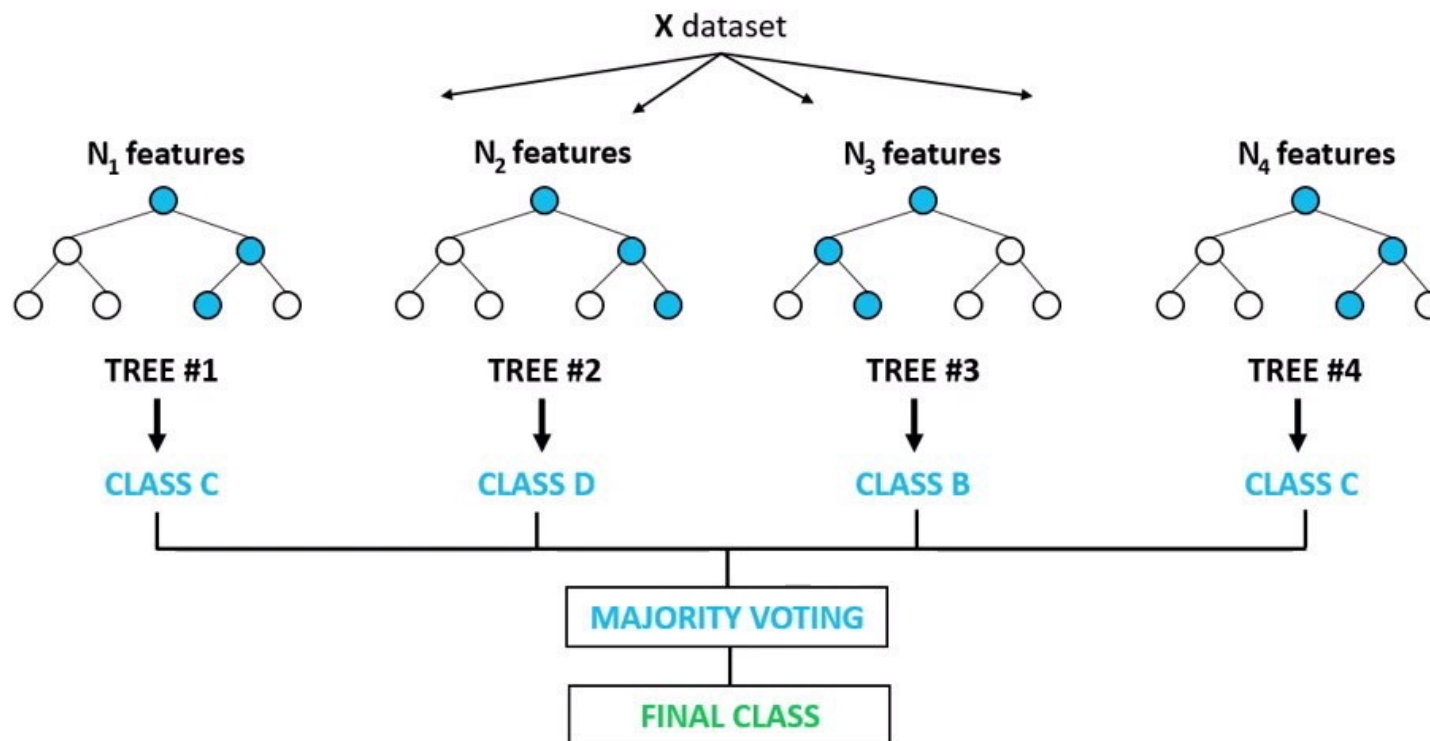 X dataset
N₁ features
N₂ features
N₃ features
N₄ features
TREE #1
TREE #2
TREE #3
TREE #4
CLASS C
CLASS D
CLASS B
CLASS C
MAJORITY VOTING
FINAL CLASS